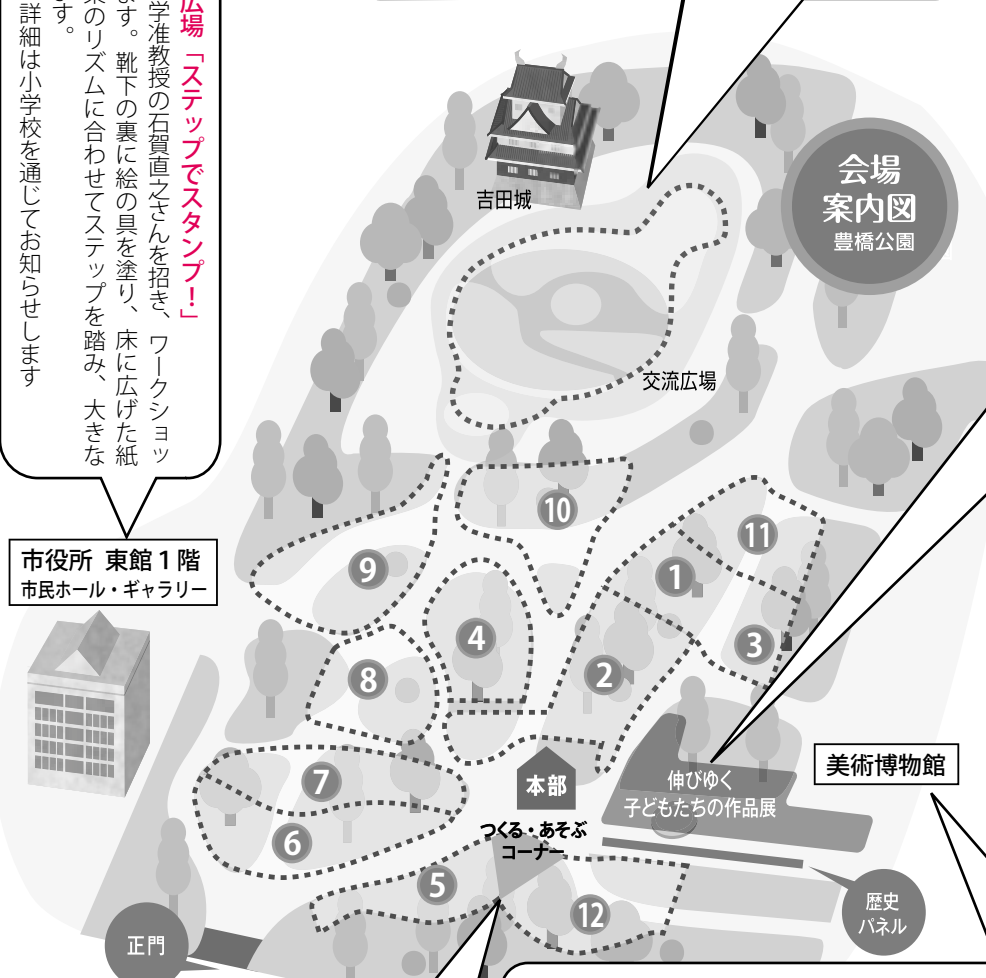 広場「ステップでスタンプ！」
学准教授の石賀直之さんを招き、ワークショッ
ます。靴下の裏に絵の具を塗り、床に広げた紙
楽のリズムに合わせてステップを踏み、大きな
ます。
詳細は小学校を通じてお知らせします
市役所 東館1階
市民ホール・ギャラリー
会場
案内図
豊橋公園
吉田城
交流広場
10
11
9
1
4
3
2
8
7
6
本部
つくる・あそぶ
コーナー
伸びゆく
子どもたちの作品展
美術博物館
5
12
歴史
パネル
正門